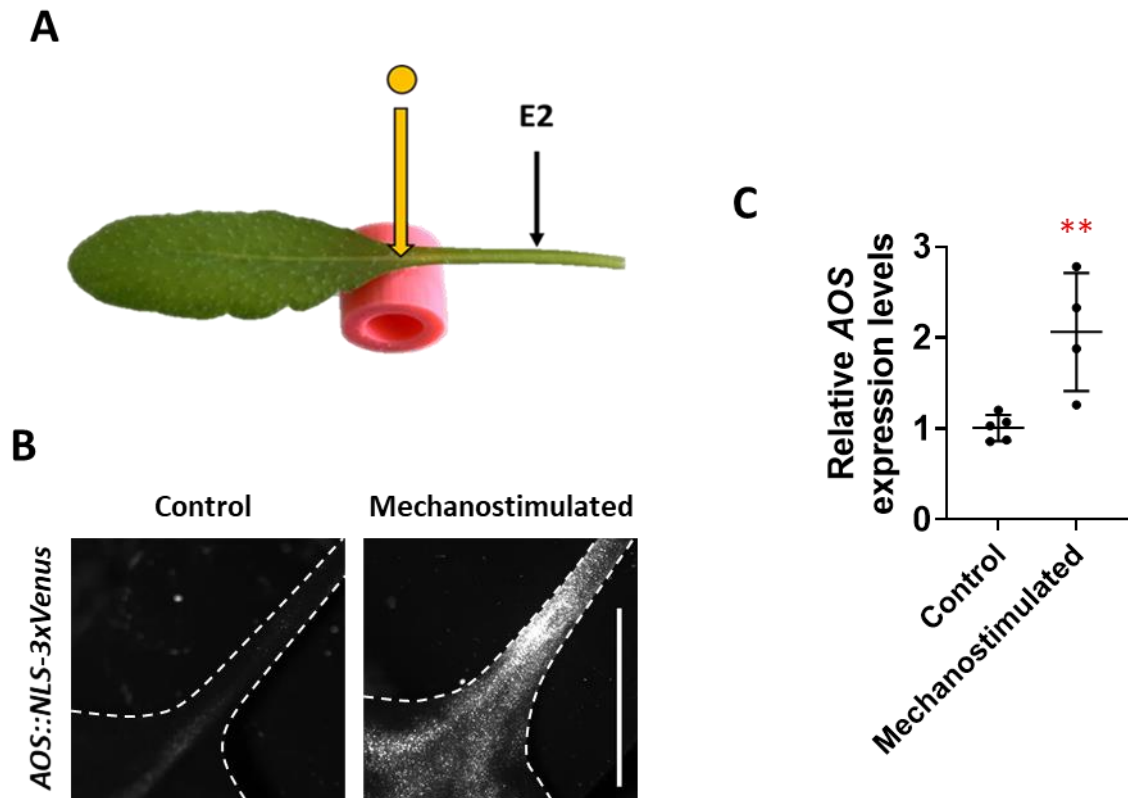 A
E2
B
Control
Mechanostimulated
AOS::NLS-3xVenus
C
Relative AOS
expression levels
**
3
2
1
0
Control
Mechanostimulated